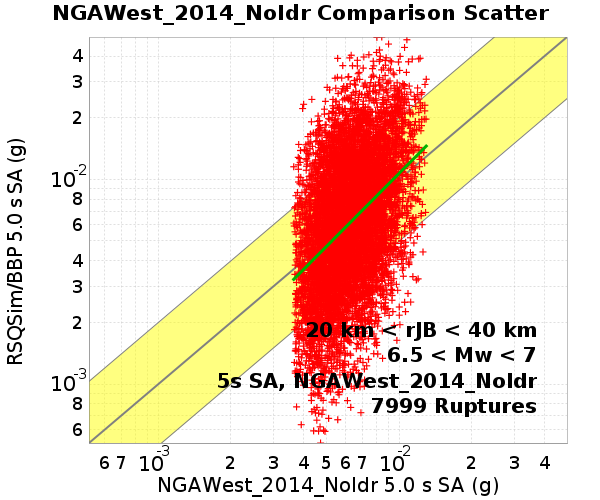 NGAWest_2014_NoIdr Comparison Scatter
4
3
2
10-2
8
6
4
3
2
10-3
8
6
RSQSim/BBP 5.0 s SA (g)
20 km < rJB < 40 km
6.5 < Mw < 7
5s SA, NGAWest_2014_NoIdr
7999 Ruptures
6 7 10-3 2 3 4 5 6 7 10-2 2 3 4
NGAWest_2014_NoIdr 5.0 s SA (g)